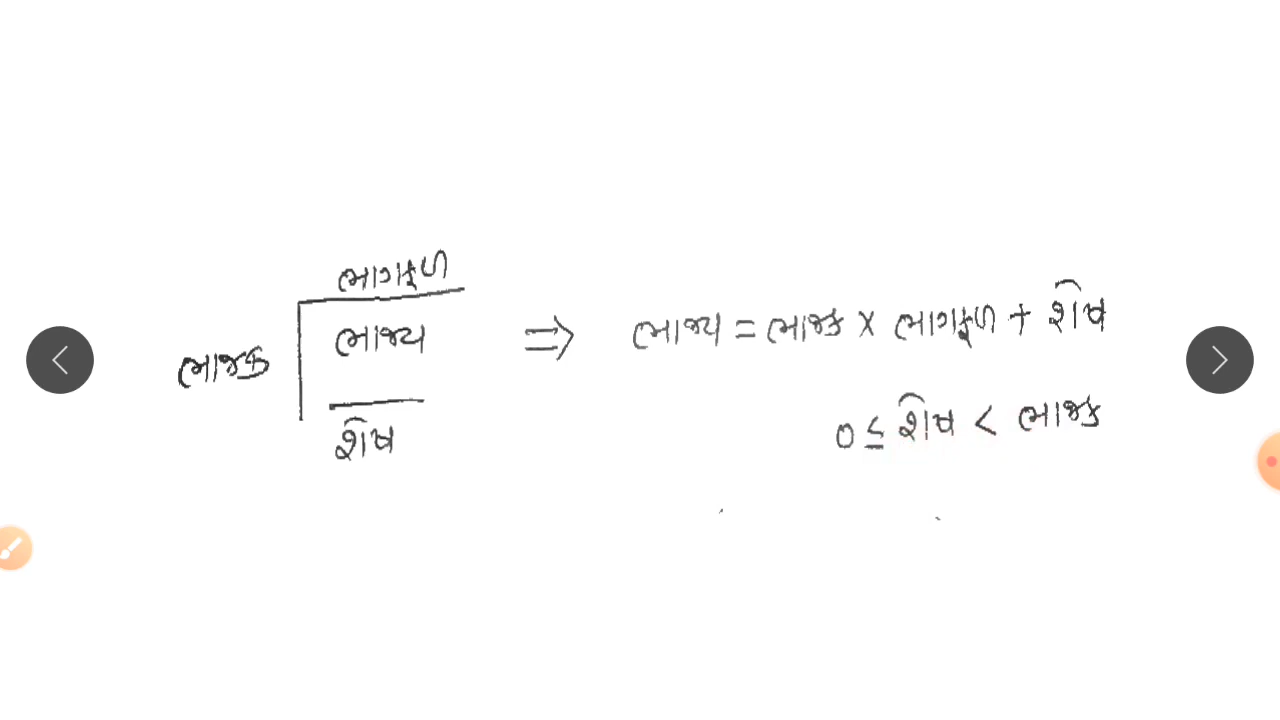 ભાગફળ
ભાજક ભાજ્ય ⇒ ભાજ્ય = ભાજક × ભાગફળ + શેષ
શેષ 0 ≤ શેષ < ભાજક